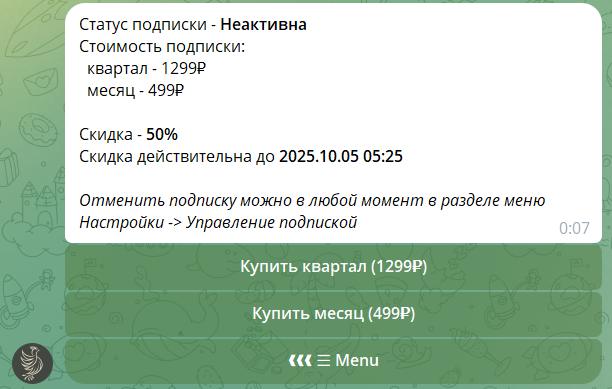 Статус подписки - Неактивна
Стоимость подписки:
квартал - 1299₽
месяц - 499₽
Скидка - 50%
Скидка действительна до 2025.10.05 05:25
Отменить подписку можно в любой момент в разделе меню
Настройки -> Управление подпиской
0:07
Купить квартал (1299₽)
Купить месяц (499₽)
❰❰❰ ☰ Menu